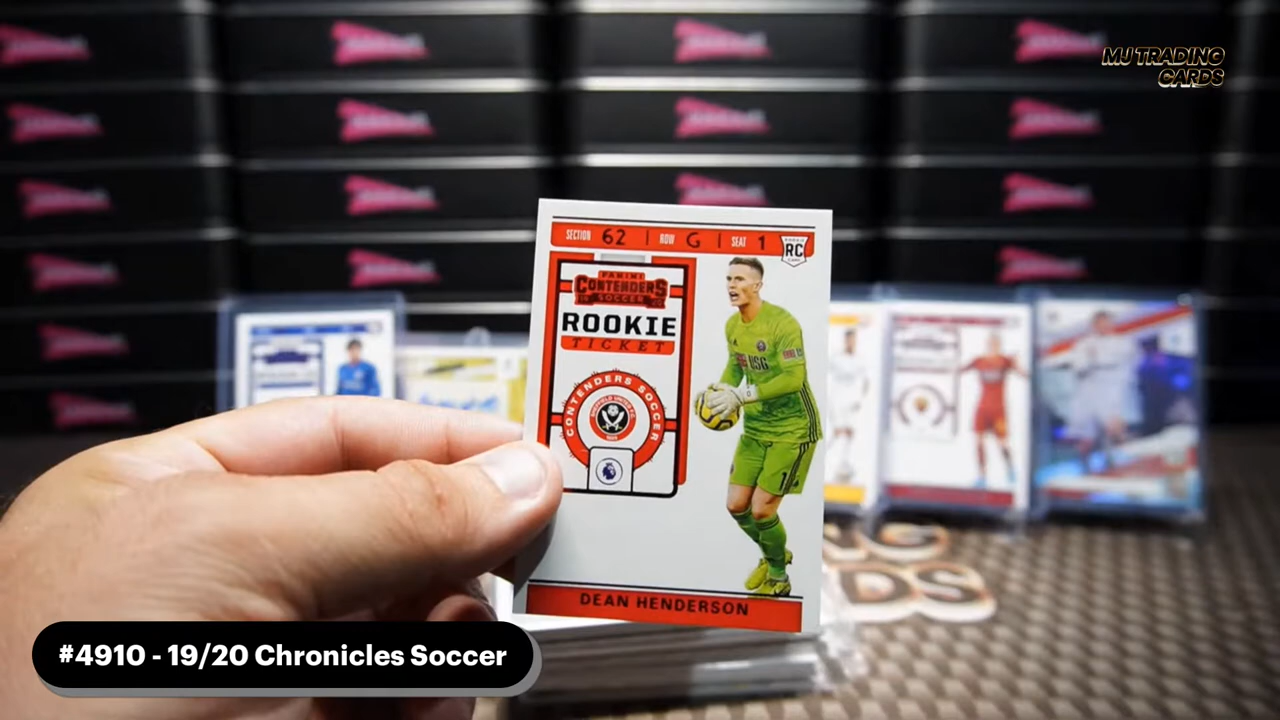 MJ TRADING
CARDS
SECTION 62 | ROW G | SEAT 1
RC
PANINI
CONTENDERS
SOCCER
ROOKIE
TICKET
CONTENDERS SOCCER
USG
DEAN HENDERSON
#4910 - 19/20 Chronicles Soccer